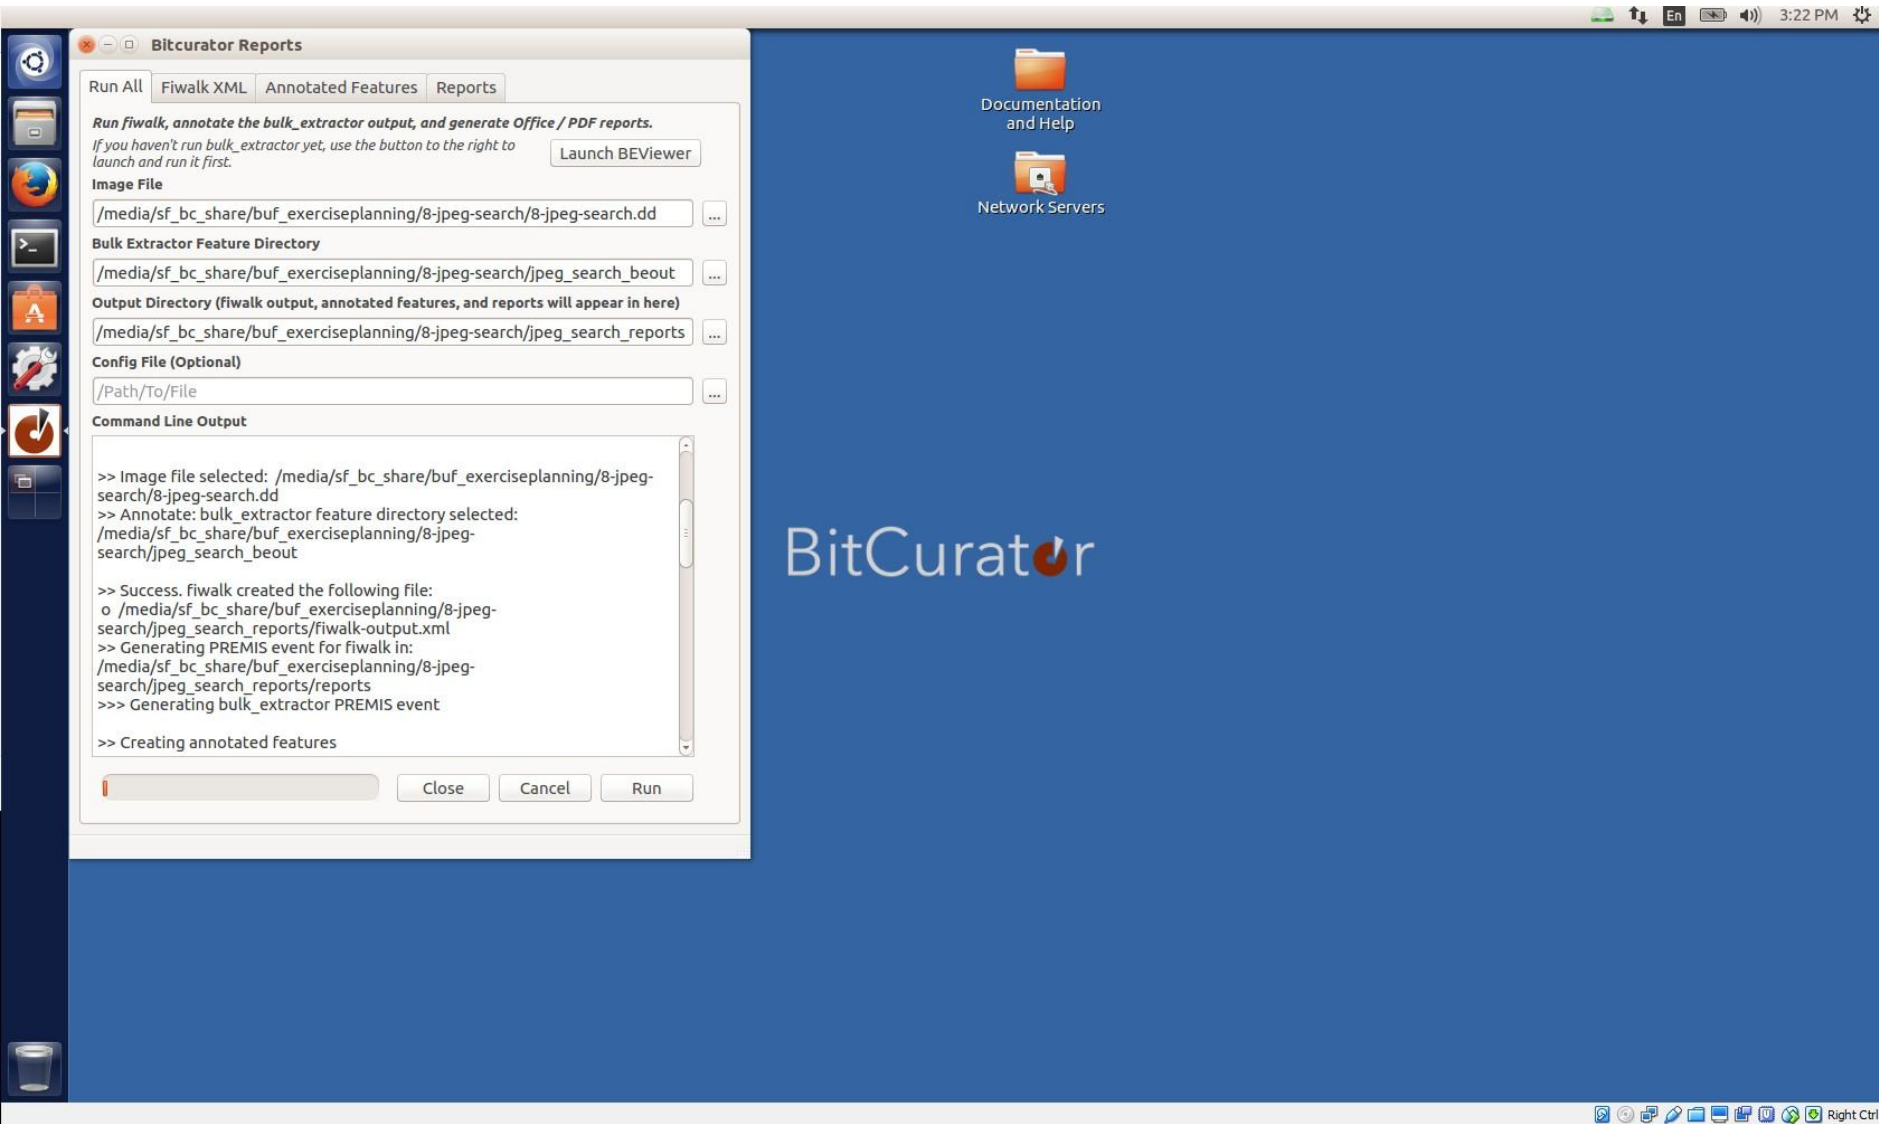 En
3:22 PM
Bitcurator Reports
Run All
Fiwalk XML
Annotated Features
Reports
Run fiwalk, annotate the bulk_extractor output, and generate Office / PDF reports.
If you haven't run bulk_extractor yet, use the button to the right to
launch and run it first.
Launch BEViewer
Image File
/media/sf_bc_share/buf_exerciseplanning/8-jpeg-search/8-jpeg-search.dd
...
Bulk Extractor Feature Directory
/media/sf_bc_share/buf_exerciseplanning/8-jpeg-search/jpeg_search_beout
...
Output Directory (fiwalk output, annotated features, and reports will appear in here)
/media/sf_bc_share/buf_exerciseplanning/8-jpeg-search/jpeg_search_reports
...
Config File (Optional)
/Path/To/File
...
Command Line Output
>> Image file selected: /media/sf_bc_share/buf_exerciseplanning/8-jpeg-
search/8-jpeg-search.dd
>> Annotate: bulk_extractor feature directory selected:
/media/sf_bc_share/buf_exerciseplanning/8-jpeg-
search/jpeg_search_beout
>> Success. fiwalk created the following file:
o /media/sf_bc_share/buf_exerciseplanning/8-jpeg-
search/jpeg_search_reports/fiwalk-output.xml
>> Generating PREMIS event for fiwalk in:
/media/sf_bc_share/buf_exerciseplanning/8-jpeg-
search/jpeg_search_reports/reports
>>> Generating bulk_extractor PREMIS event
>> Creating annotated features
Close
Cancel
Run
Documentation
and Help
Network Servers
BitCurator
Right Ctrl